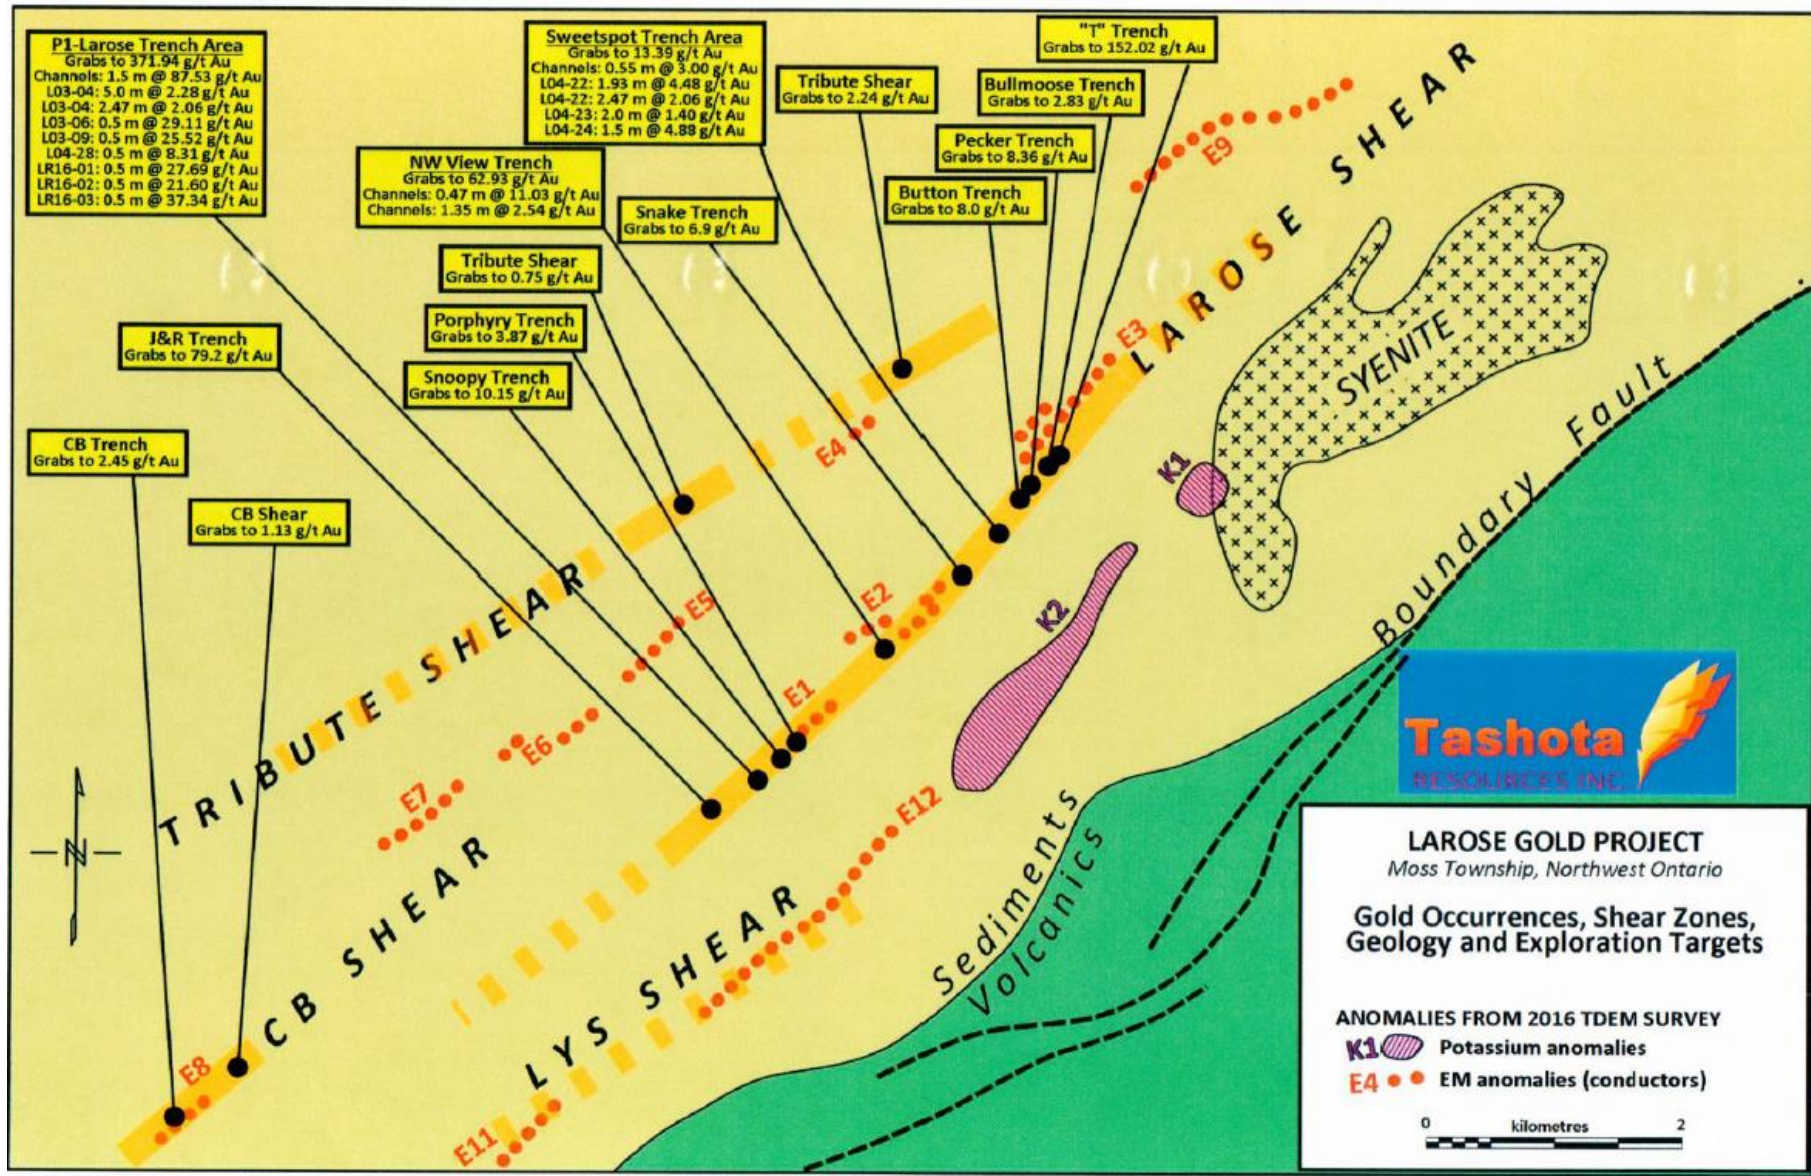 P1-Larose Trench Area
Grabs to 371.94 g/t Au
Channels: 1.5 m @ 87.53 g/t Au
L03-04: 5.0 m @ 2.28 g/t Au
L03-04: 2.47 m @ 2.06 g/t Au
L03-06: 0.5 m @ 29.11 g/t Au
L03-09: 0.5 m @ 25.52 g/t Au
L04-28: 0.5 m @ 8.31 g/t Au
LR16-01: 0.5 m @ 27.69 g/t Au
LR16-02: 0.5 m @ 21.60 g/t Au
LR16-03: 0.5 m @ 37.34 g/t Au
Sweetspot Trench Area
Grabs to 13.39 g/t Au
Channels: 0.55 m @ 3.00 g/t Au
L04-22: 1.93 m @ 4.48 g/t Au
L04-22: 2.47 m @ 2.06 g/t Au
L04-23: 2.0 m @ 1.40 g/t Au
L04-24: 1.5 m @ 4.88 g/t Au
"T" Trench
Grabs to 152.02 g/t Au
Tribute Shear
Grabs to 2.24 g/t Au
Bullmoose Trench
Grabs to 2.83 g/t Au
Pecker Trench
Grabs to 8.36 g/t Au
Button Trench
Grabs to 8.0 g/t Au
NW View Trench
Grabs to 62.93 g/t Au
Channels: 0.47 m @ 11.03 g/t Au
Channels: 1.35 m @ 2.54 g/t Au
Snake Trench
Grabs to 6.9 g/t Au
Tribute Shear
Grabs to 0.75 g/t Au
Porphyry Trench
Grabs to 3.87 g/t Au
J&R Trench
Grabs to 79.2 g/t Au
Snoopy Trench
Grabs to 10.15 g/t Au
CB Trench
Grabs to 2.45 g/t Au
CB Shear
Grabs to 1.13 g/t Au
E9
LAROSE SHEAR
E3
SYENITE
E4
K1
Boundary Fault
TRIBUTE SHEAR
E5
E2
K2
E1
E6
E7
E12
CB SHEAR
LYS SHEAR
Sediments
Volcanics
E8
E11
N
Tashota
RESOURCES INC.
LAROSE GOLD PROJECT
Moss Township, Northwest Ontario
Gold Occurrences, Shear Zones,
Geology and Exploration Targets
ANOMALIES FROM 2016 TDEM SURVEY
K1 Potassium anomalies
E4 EM anomalies (conductors)
0 kilometres 2